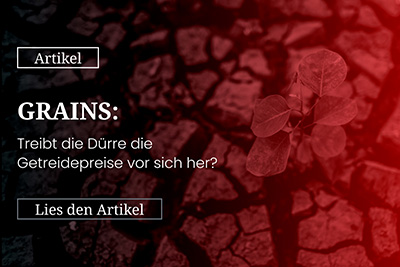 Artikel
GRAINS:
Treibt die Dürre die
Getreidepreise vor sich her?
Lies den Artikel